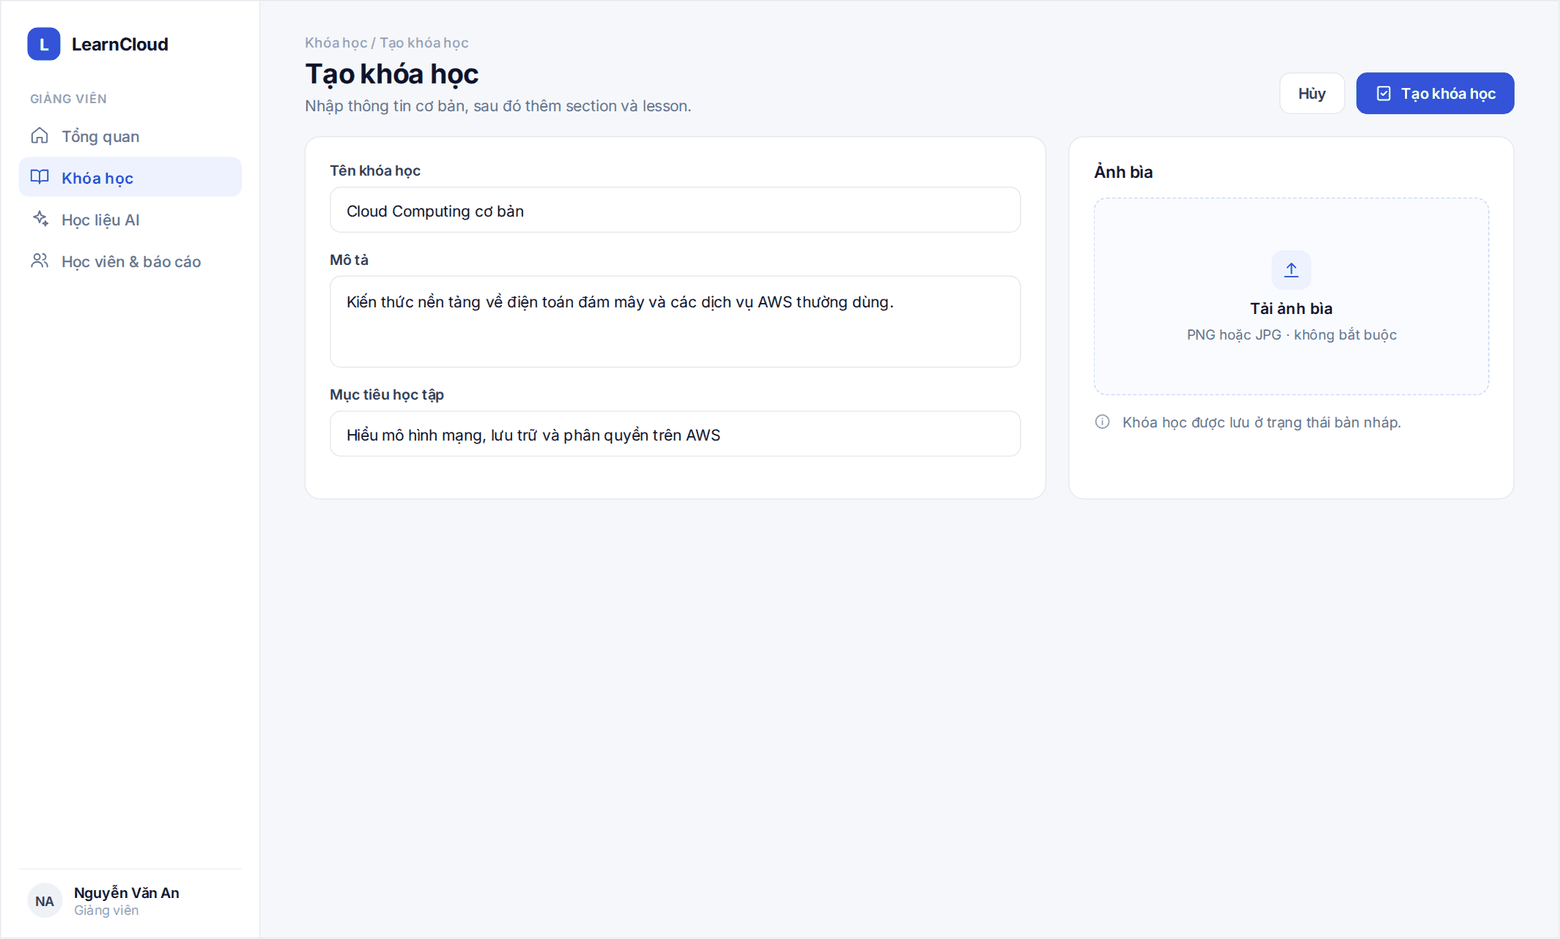 L LearnCloud
GIẢNG VIÊN
Tổng quan
Khóa học
Học liệu AI
Học viên & báo cáo
NA
Nguyễn Văn An
Giảng viên
Khóa học / Tạo khóa học
Tạo khóa học
Nhập thông tin cơ bản, sau đó thêm section và lesson.
Hủy
Tạo khóa học
Tên khóa học
Cloud Computing cơ bản
Mô tả
Kiến thức nền tảng về điện toán đám mây và các dịch vụ AWS thường dùng.
Mục tiêu học tập
Hiểu mô hình mạng, lưu trữ và phân quyền trên AWS
Ảnh bìa
Tải ảnh bìa
PNG hoặc JPG · không bắt buộc
Khóa học được lưu ở trạng thái bản nháp.